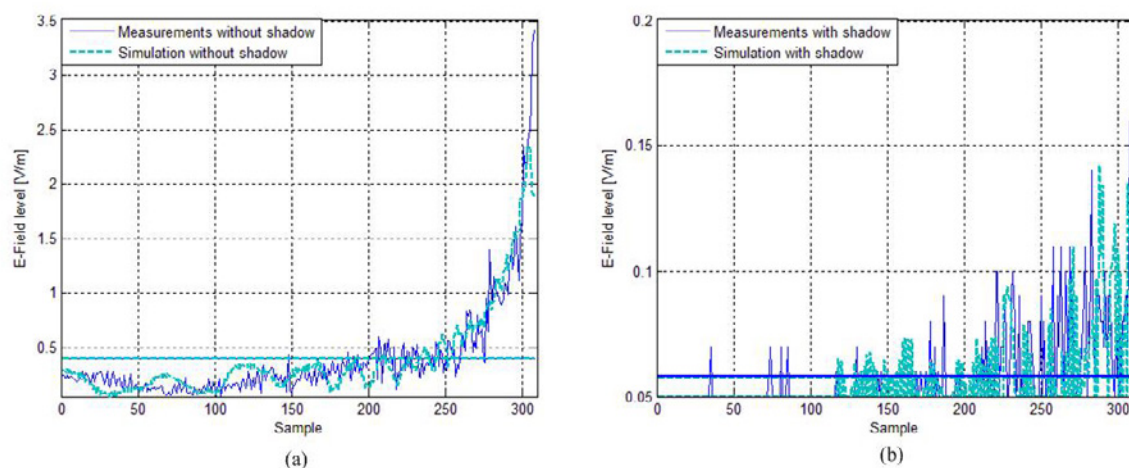 Measurements without shadow
Simulation without shadow
3.5
3
2.5
2
1.5
1
0.5
E-Field level [V/m]
0 50 100 150 200 250 300
Sample
(a)
Measurements with shadow
Simulation with shadow
0.2
0.15
0.1
0.05
E-Field level [V/m]
0 50 100 150 200 250 300
Sample
(b)